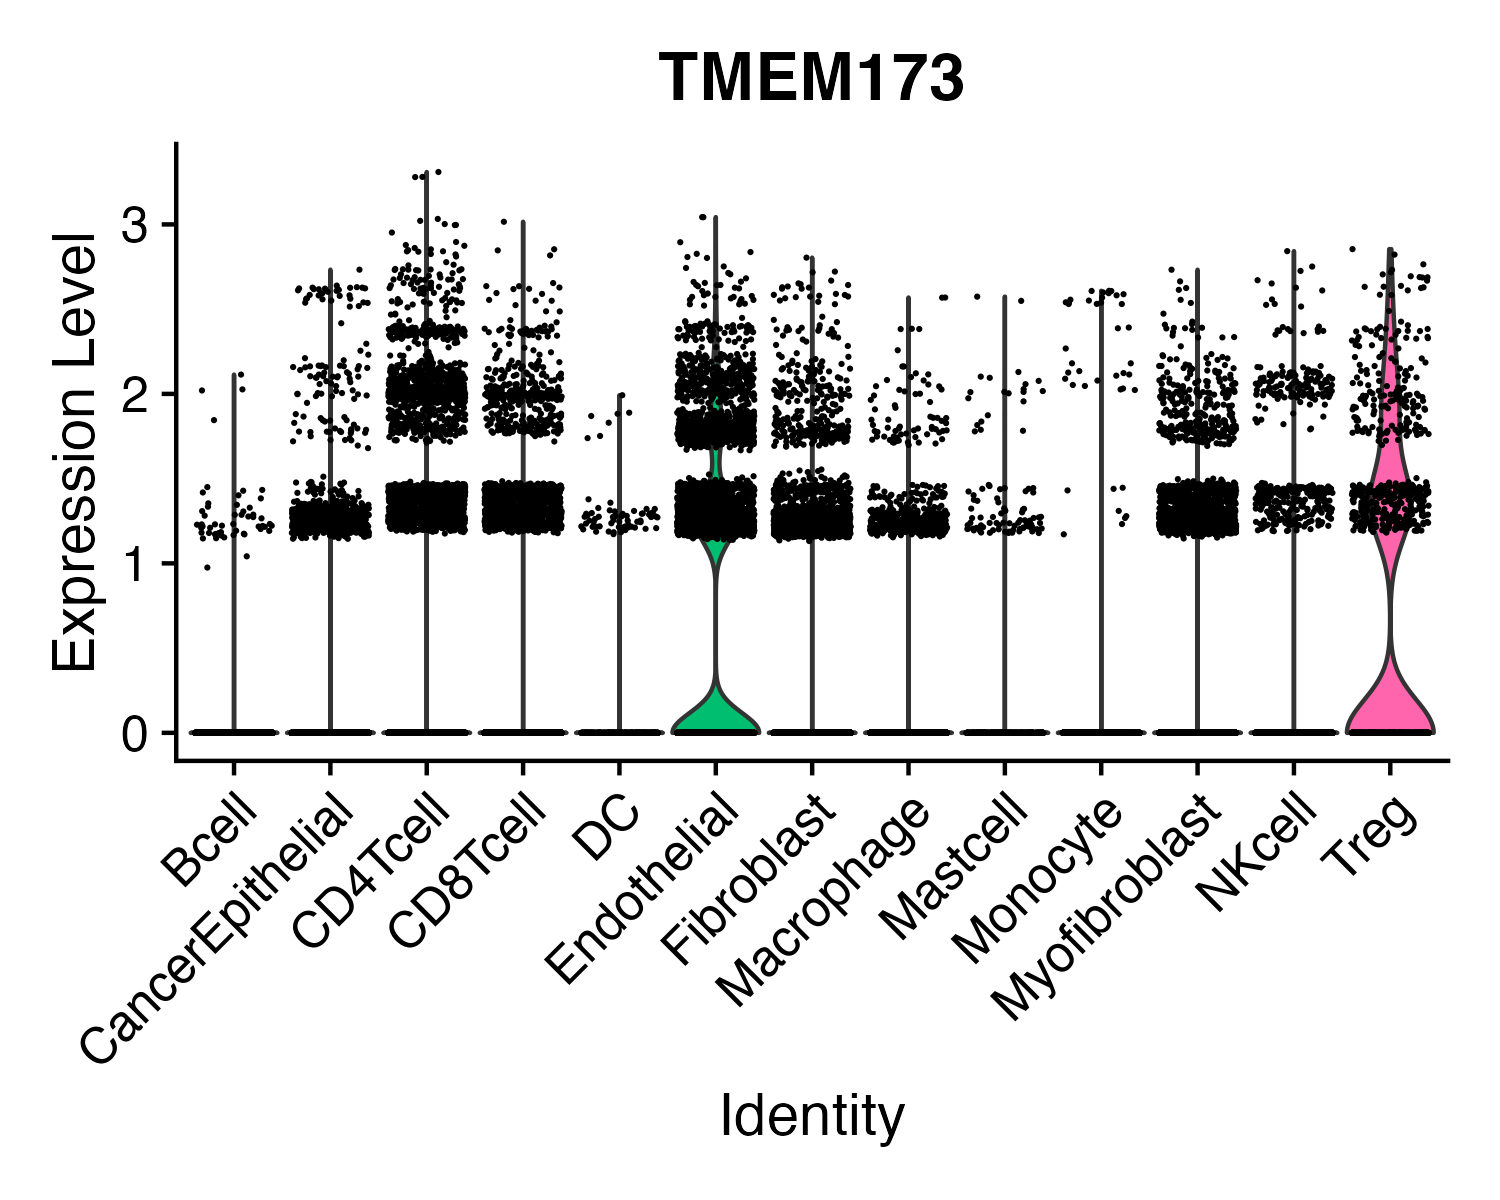 TMEM173
Expression Level
3
2
1
0
Bcell
CancerEpithelial
CD4Tcell
CD8Tcell
DC
Endothelial
Fibroblast
Macrophage
Mastcell
Monocyte
Myofibroblast
NKcell
Treg
Identity